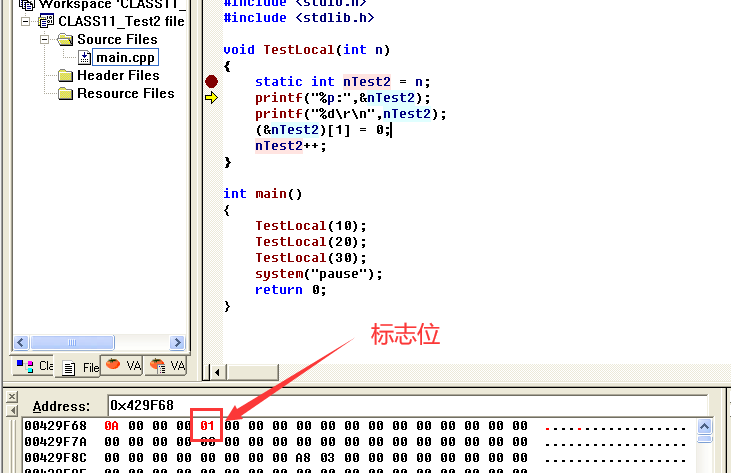 Workspace 'CLASS11_
CLASS11_Test2 file
Source Files
main.cpp
Header Files
Resource Files
Cla
File
VA
VA
#include <stdio.h>
#include <stdlib.h>
void TestLocal(int n)
{
static int nTest2 = n;
printf("%p:",&nTest2);
printf("%d\r\n",nTest2);
(&nTest2)[1] = 0;
nTest2++;
}
int main()
{
TestLocal(10);
TestLocal(20);
TestLocal(30);
system("pause");
return 0;
}
标志位
Address: 0x429F68
00429F68 0A 00 00 00 01 00 00 00 00 00 00 00 00 00 00 00 00 00 ..................
00429F7A 00 00 00 00 00 00 00 00 00 00 00 00 00 00 00 00 00 00 ..................
00429F8C 00 00 00 00 00 00 00 00 A8 03 00 00 00 00 00 00 00 00 ..................